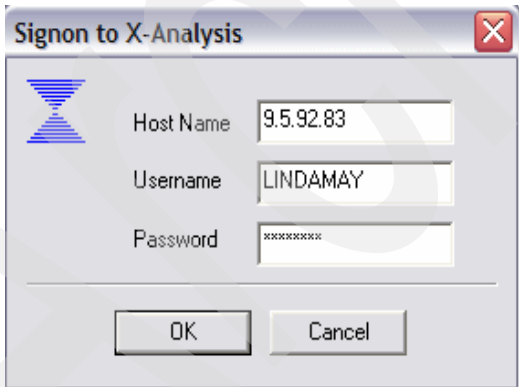 Signon to X-Analysis
Host Name 9.5.92.83
Username LINDAMAY
Password ××××××××
OK Cancel